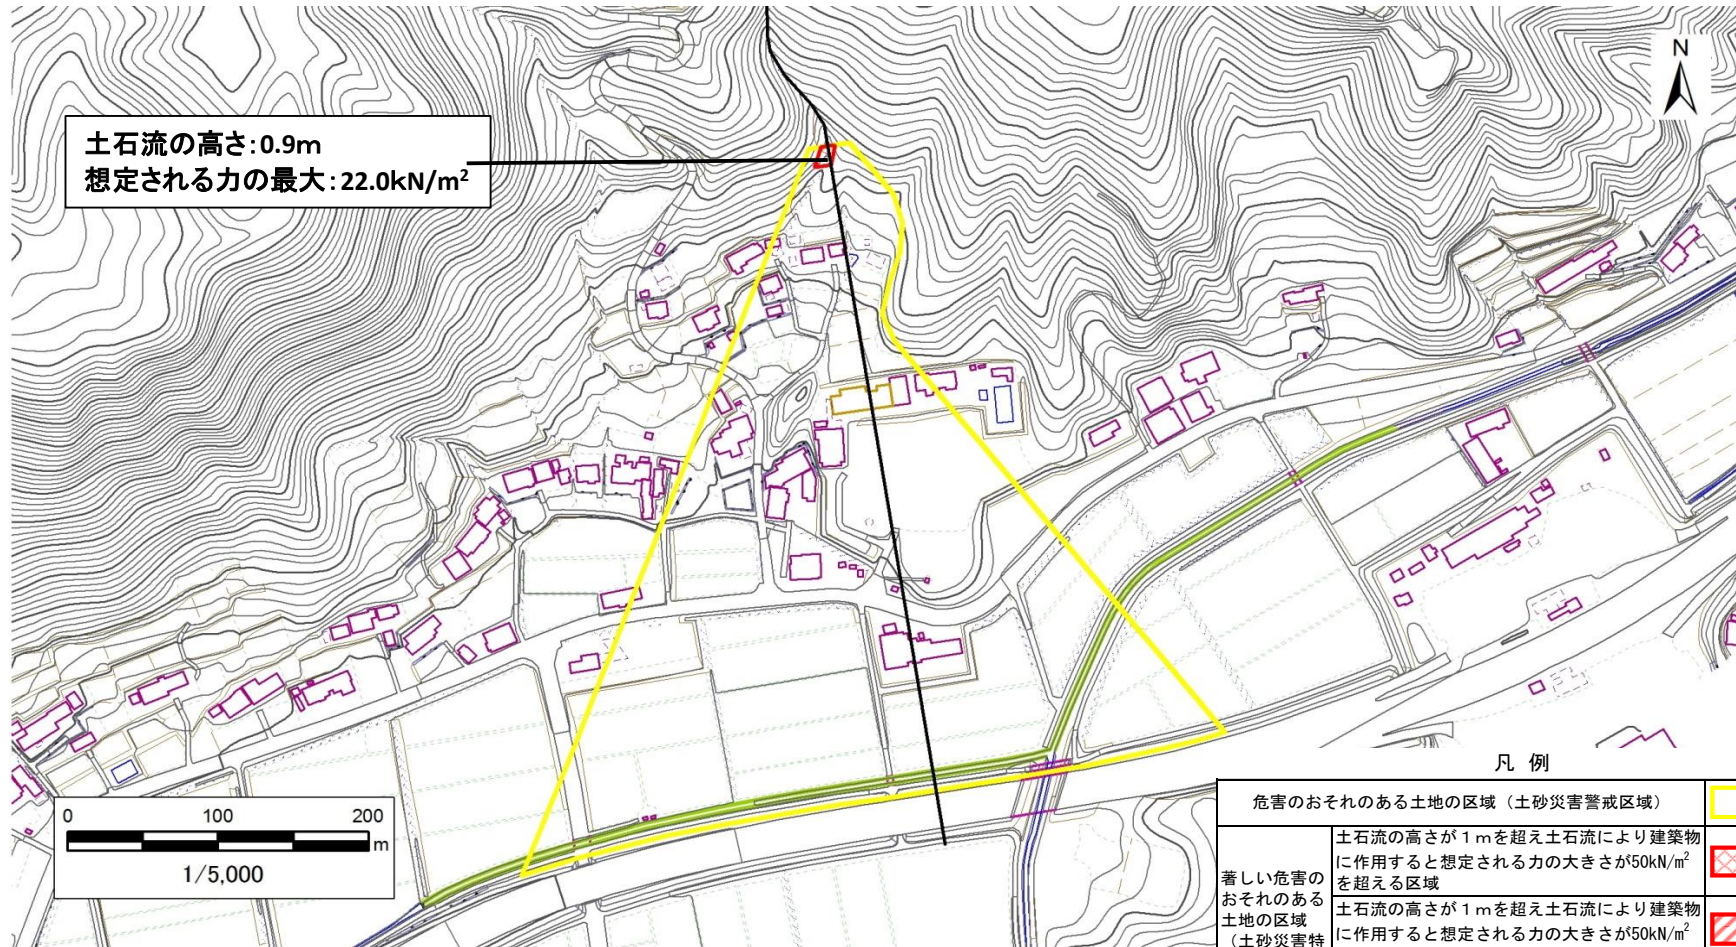 N
土石流の高さ:0.9m
想定される力の最大:22.0kN/m²
0 100 200
m
1/5,000
凡 例
危害のおそれのある土地の区域(土砂災害警戒区域)
著しい危害の
おそれのある
土地の区域
(土砂災害特
土石流の高さが1mを超え土石流により建築物
に作用すると想定される力の大きさが50kN/㎡
を超える区域
土石流の高さが1mを超え土石流により建築物
に作用すると想定される力の大きさが50kN/㎡